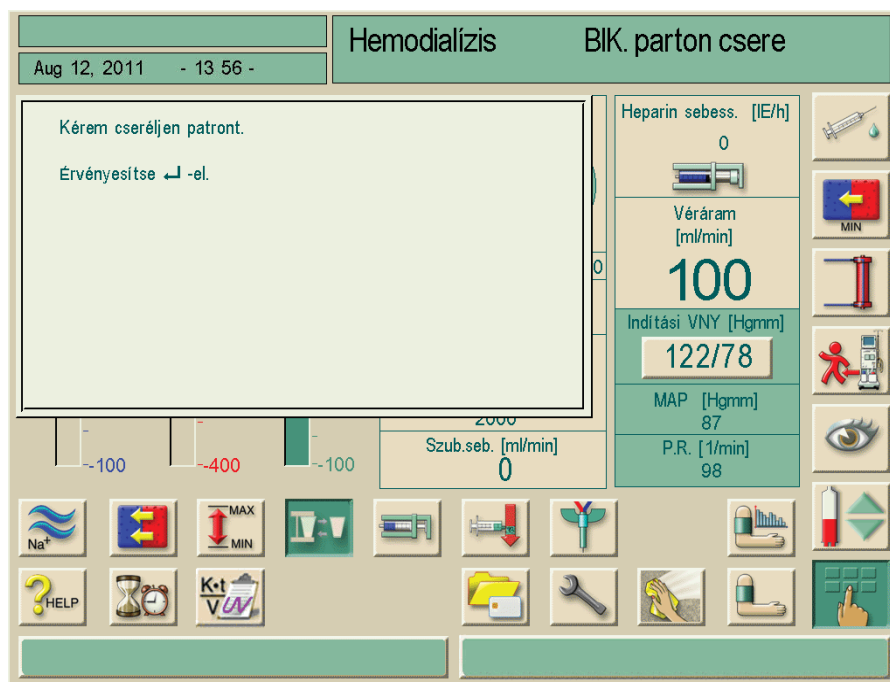 Hemodialízis BIK. parton csere
Aug 12, 2011 - 13 56 -
Kérem cseréljen patront.
Érvényesítse ↵ -el.
Heparin sebess. [IE/h]
0
Véráram
[ml/min]
100
0
Indítási VNY [Hgmm]
122/78
MAP [Hgmm]
87
P.R. [1/min]
98
2000
Szub.seb. [ml/min]
0
-100
-400
-100
MIN
Na+
MAX
MIN
HELP
K•t
V UV